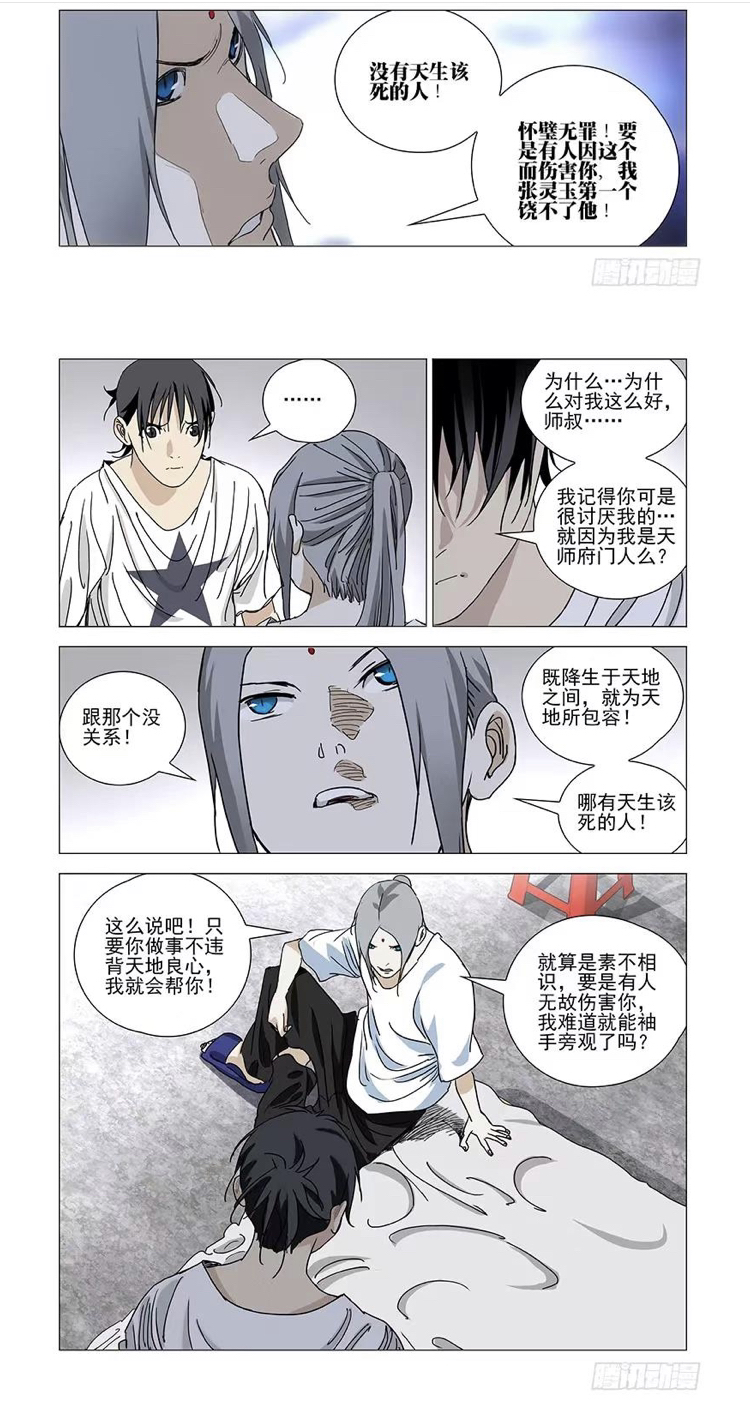 没有天生该
死的人！
怀璧无罪！要
是有人因这个
而伤害你，我
张灵玉第一个
饶不了他！
腾讯动漫
……
为什么…为什
么对我这么好，
师叔……
我记得你可是
很讨厌我的…
就因为我是天
师府门人么？
跟那个没
关系！
既降生于天地
之间，就为天
地所包容！
哪有天生该
死的人！
这么说吧！只
要你做事不违
背天地良心，
我就会帮你！
就算是素不相
识，要是有人
无故伤害你，
我难道就能袖
手旁观了吗？
腾讯动漫